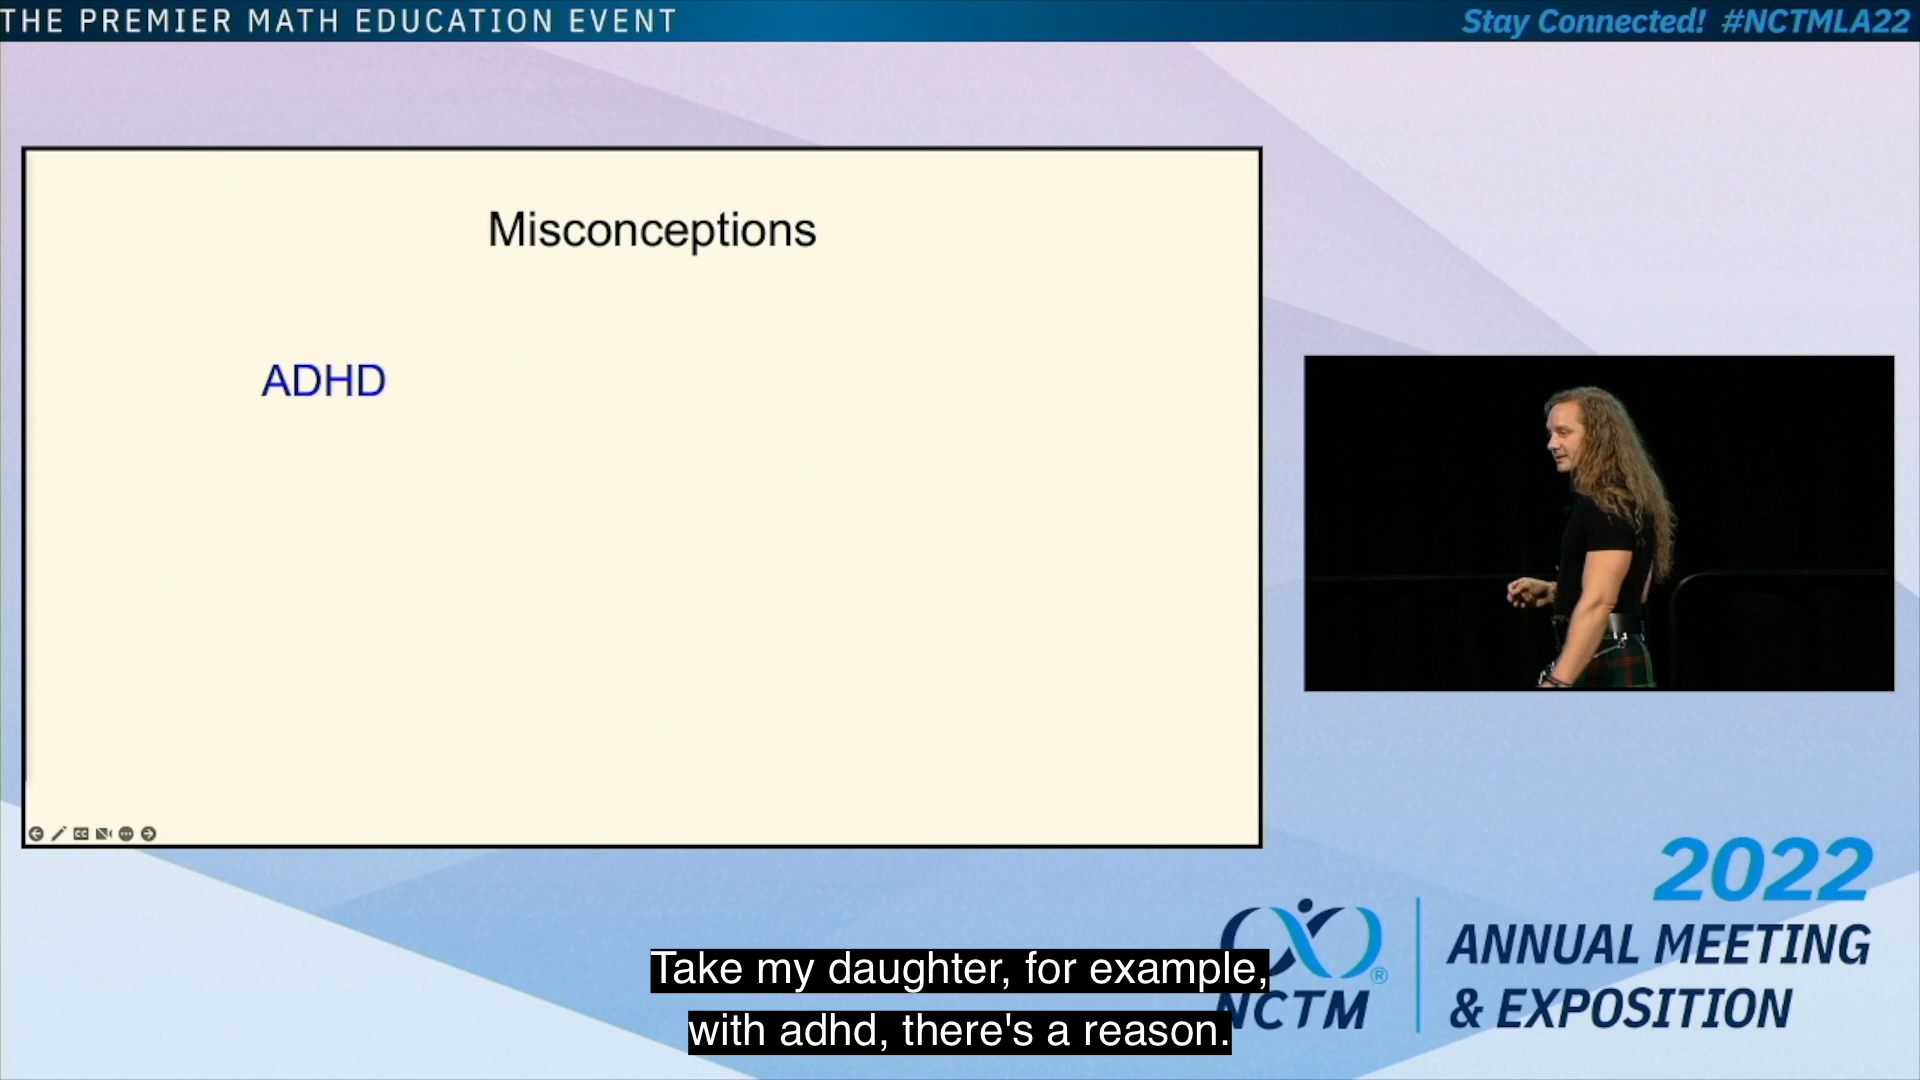 THE PREMIER MATH EDUCATION EVENT
Stay Connected! #NCTMLA22
Misconceptions
ADHD
2022
ANNUAL MEETING
& EXPOSITION
NCTM
®
Take my daughter, for example,
with adhd, there's a reason.